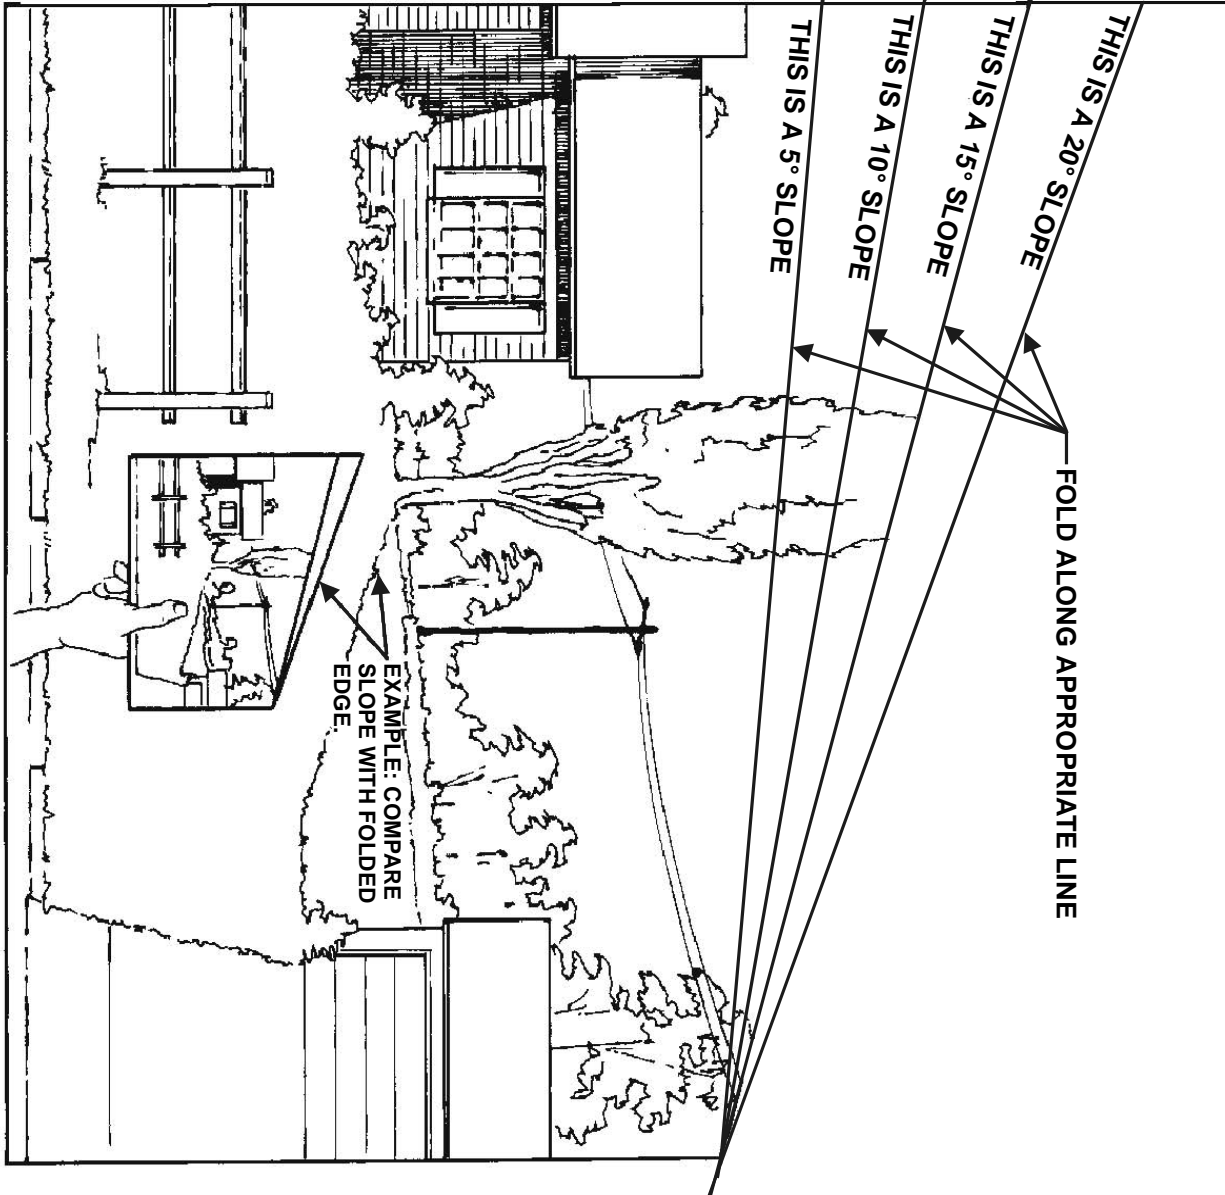 THIS IS A 20° SLOPE
THIS IS A 15° SLOPE
THIS IS A 10° SLOPE
THIS IS A 5° SLOPE
FOLD ALONG APPROPRIATE LINE
EXAMPLE: COMPARE
SLOPE WITH FOLDED
EDGE.